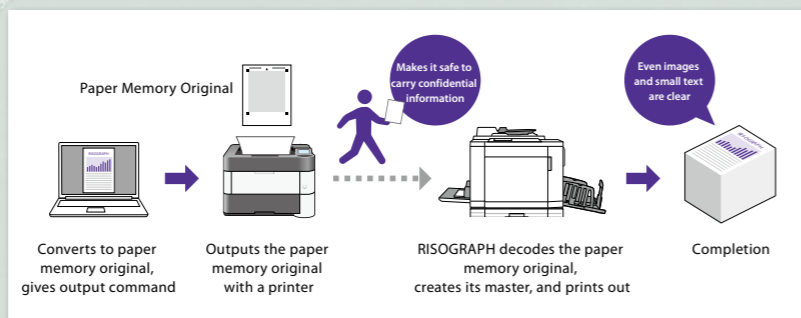 Paper Memory Original
Makes it safe to
carry confidential
information
Even images
and small text
are clear
RISOGRAPH
RISOGRAPH
Converts to paper
memory original,
gives output command
Outputs the paper
memory original
with a printer
RISOGRAPH decodes the paper
memory original,
creates its master, and prints out
Completion